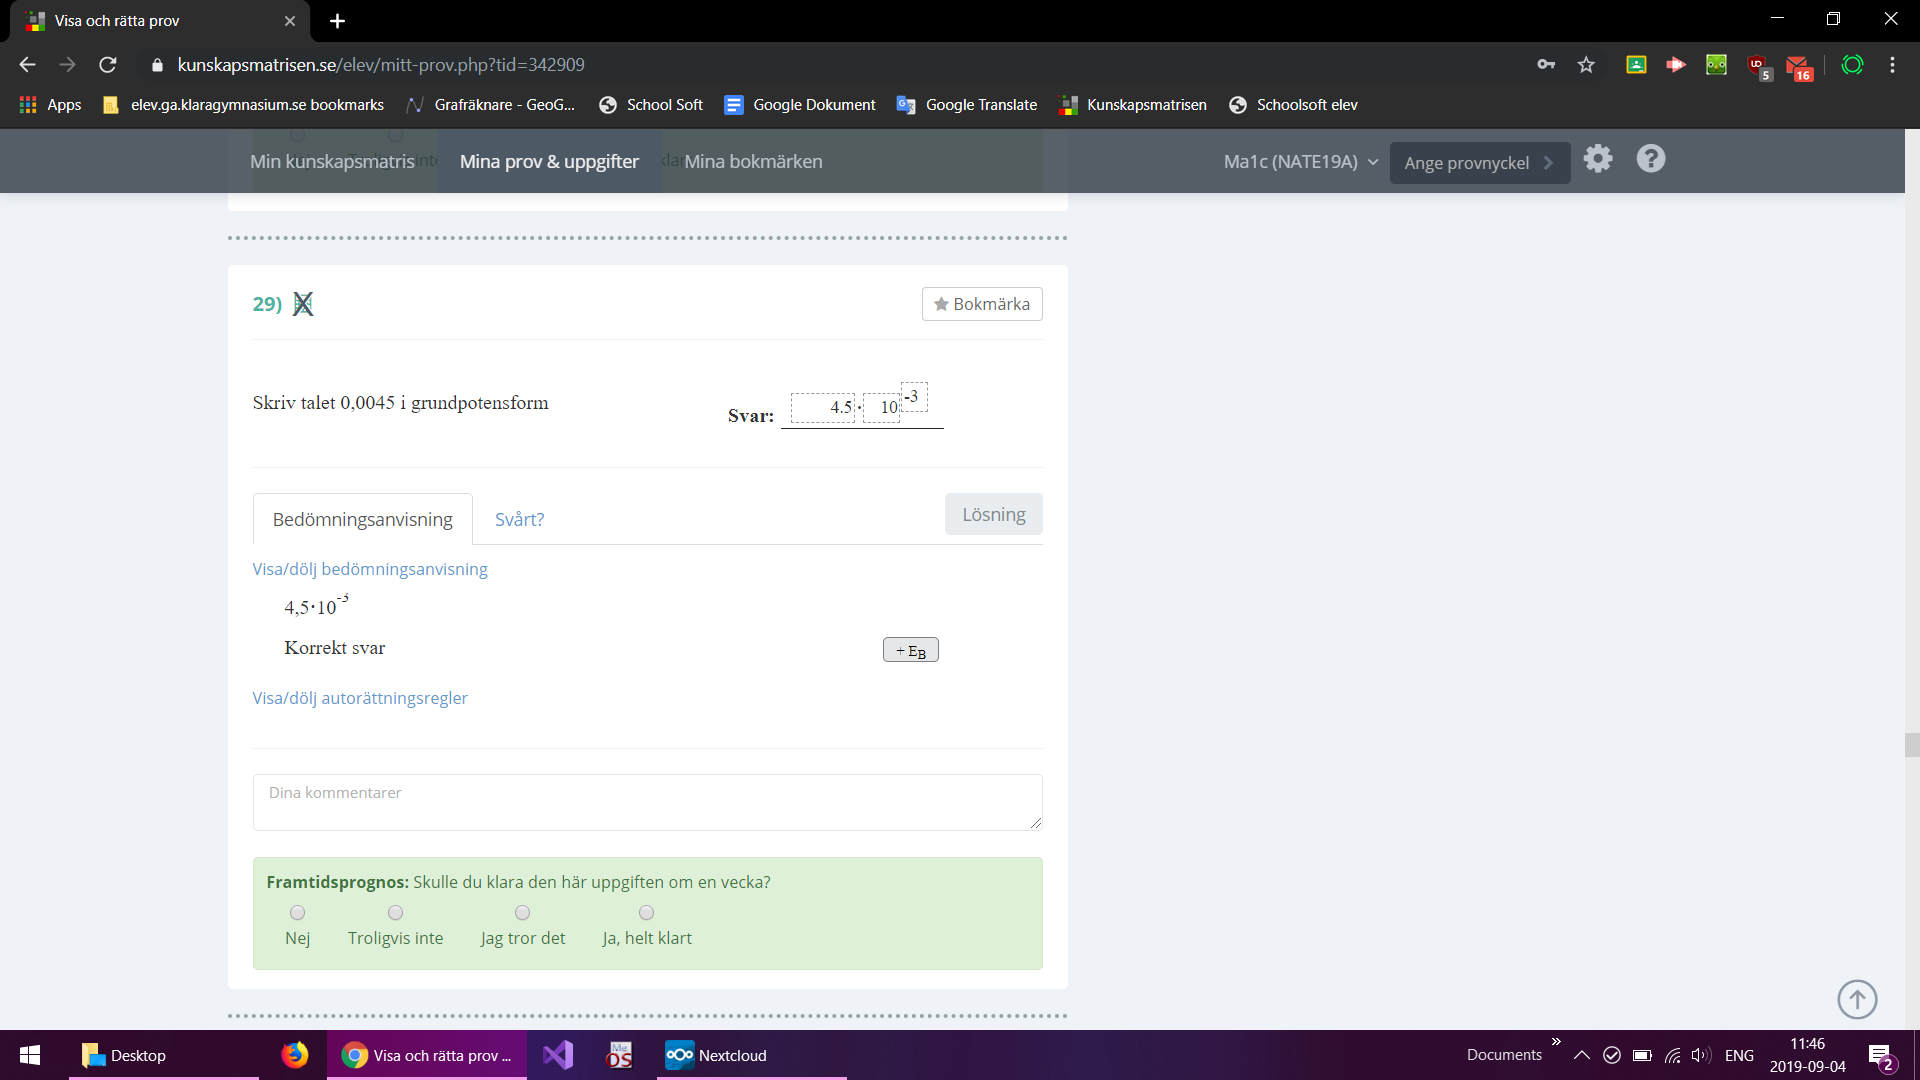 Visa och rätta prov
kunskapsmatrisen.se/elev/mitt-prov.php?tid=342909
5
16
Apps
elev.ga.klaragymnasium.se bookmarks
Grafräknare - GeoG...
School Soft
Google Dokument
Google Translate
Kunskapsmatrisen
Schoolsoft elev
Min kunskapsmatris
Mina prov & uppgifter
Mina bokmärken
Ma1c (NATE19A)
Ange provnyckel
29)
Bokmärka
Skriv talet 0,0045 i grundpotensform
Svar: 4.5 · 10 -3
Bedömningsanvisning
Svårt?
Lösning
Visa/dölj bedömningsanvisning
4,5·10-3
Korrekt svar
+ EB
Visa/dölj autorättningsregler
Dina kommentarer
Framtidsprognos: Skulle du klara den här uppgiften om en vecka?
Nej
Troligvis inte
Jag tror det
Ja, helt klart
Desktop
Visa och rätta prov ...
Nextcloud
Documents
ENG
11:46
2019-09-04
2